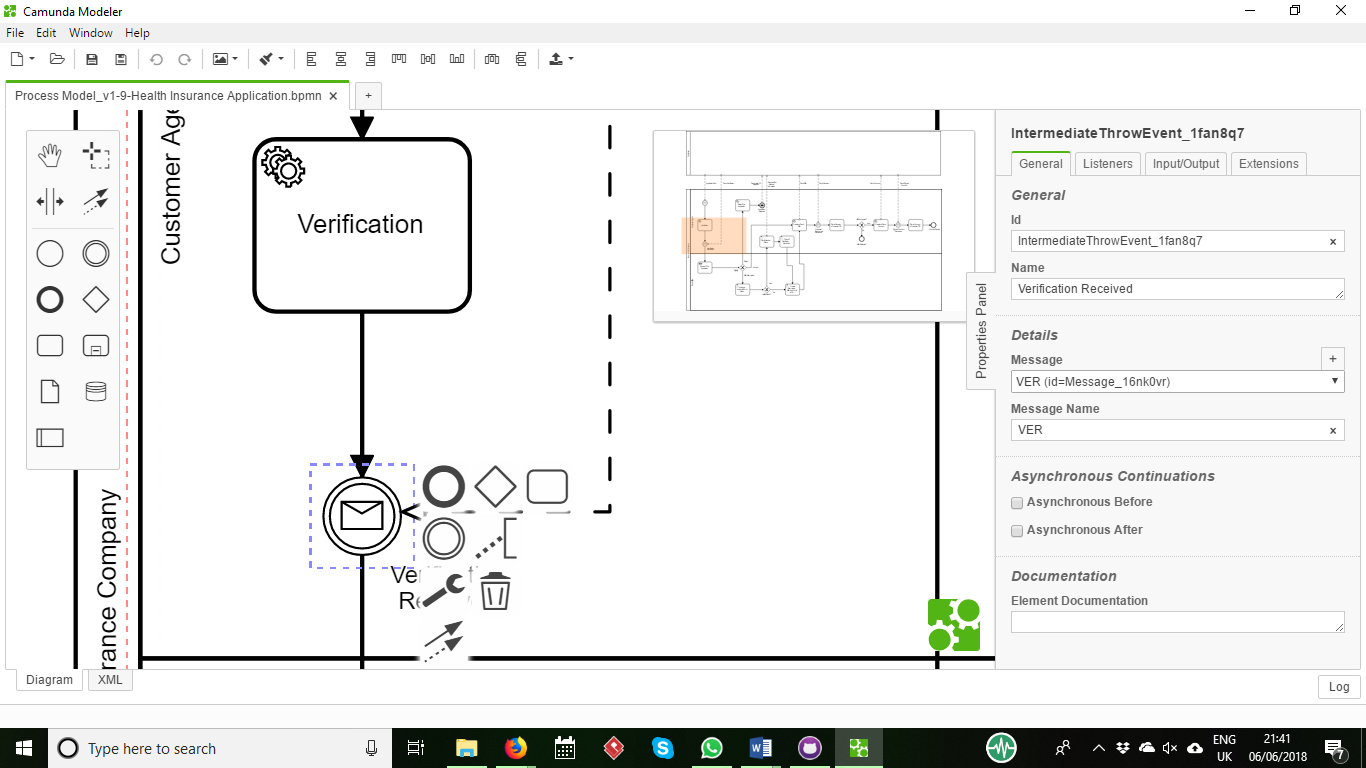 Camunda Modeler
File Edit Window Help
Process Model_v1-9-Health Insurance Application.bpmn × +
Customer Age
Verification
rance Company
Properties Panel
IntermediateThrowEvent_1fan8q7
General Listeners Input/Output Extensions
General
Id
IntermediateThrowEvent_1fan8q7 ×
Name
Verification Received
Details
Message
+
VER (id=Message_16nk0vr)
Message Name
VER ×
Asynchronous Continuations
Asynchronous Before
Asynchronous After
Documentation
Element Documentation
Diagram XML
Log
Type here to search
ENG
UK
21:41
06/06/2018
7